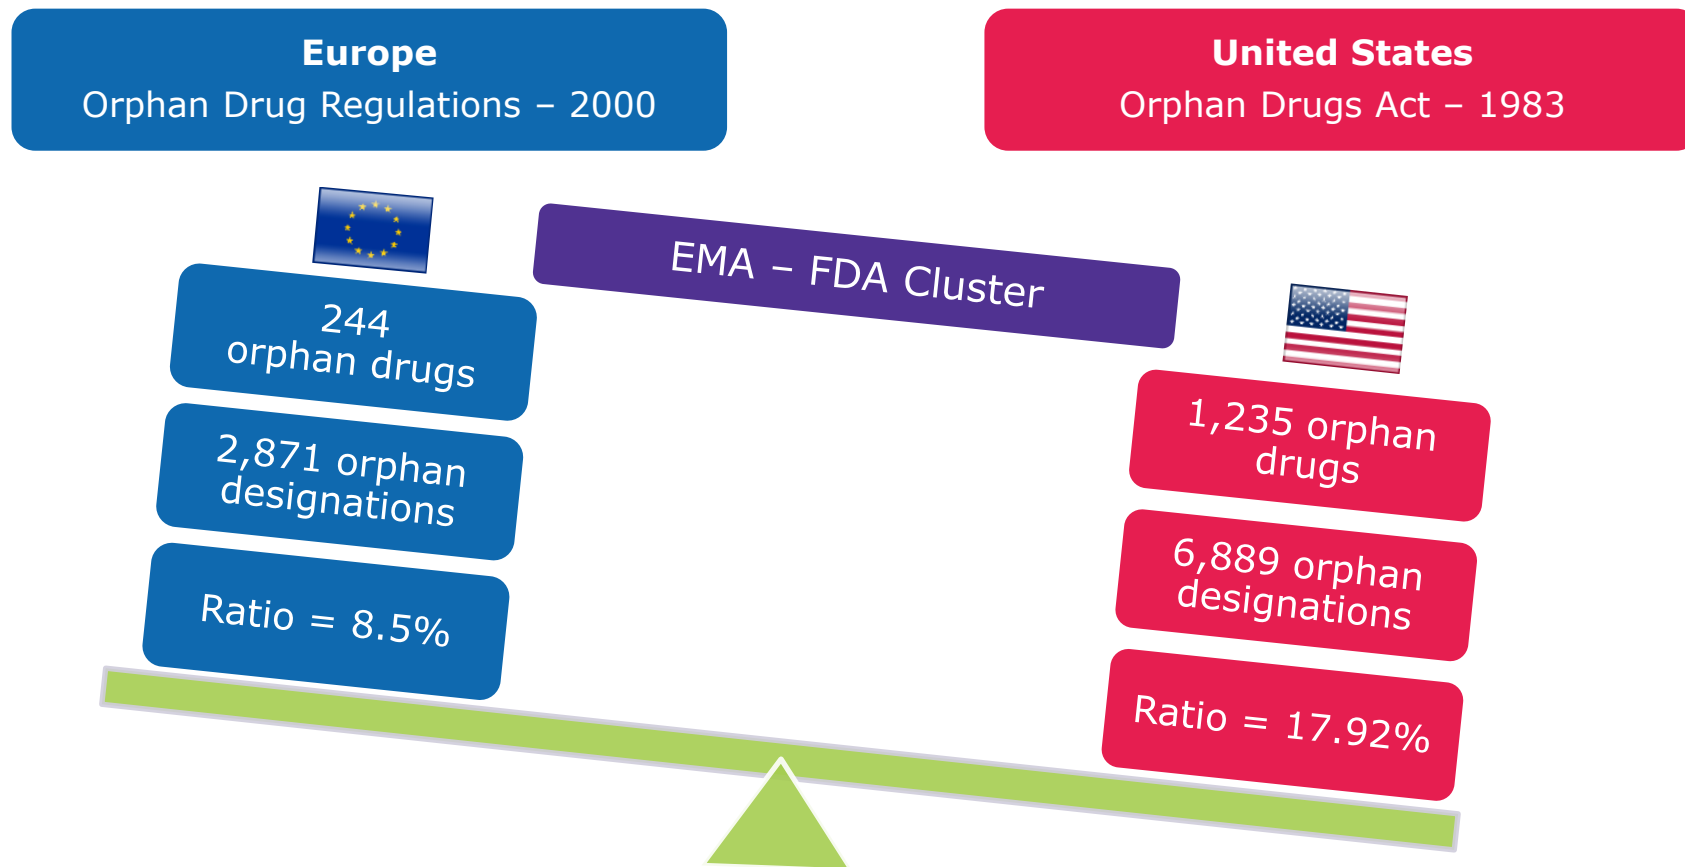 Europe
Orphan Drug Regulations – 2000
United States
Orphan Drugs Act – 1983
EMA – FDA Cluster
244
orphan drugs
2,871 orphan
designations
Ratio = 8.5%
1,235 orphan
drugs
6,889 orphan
designations
Ratio = 17.92%